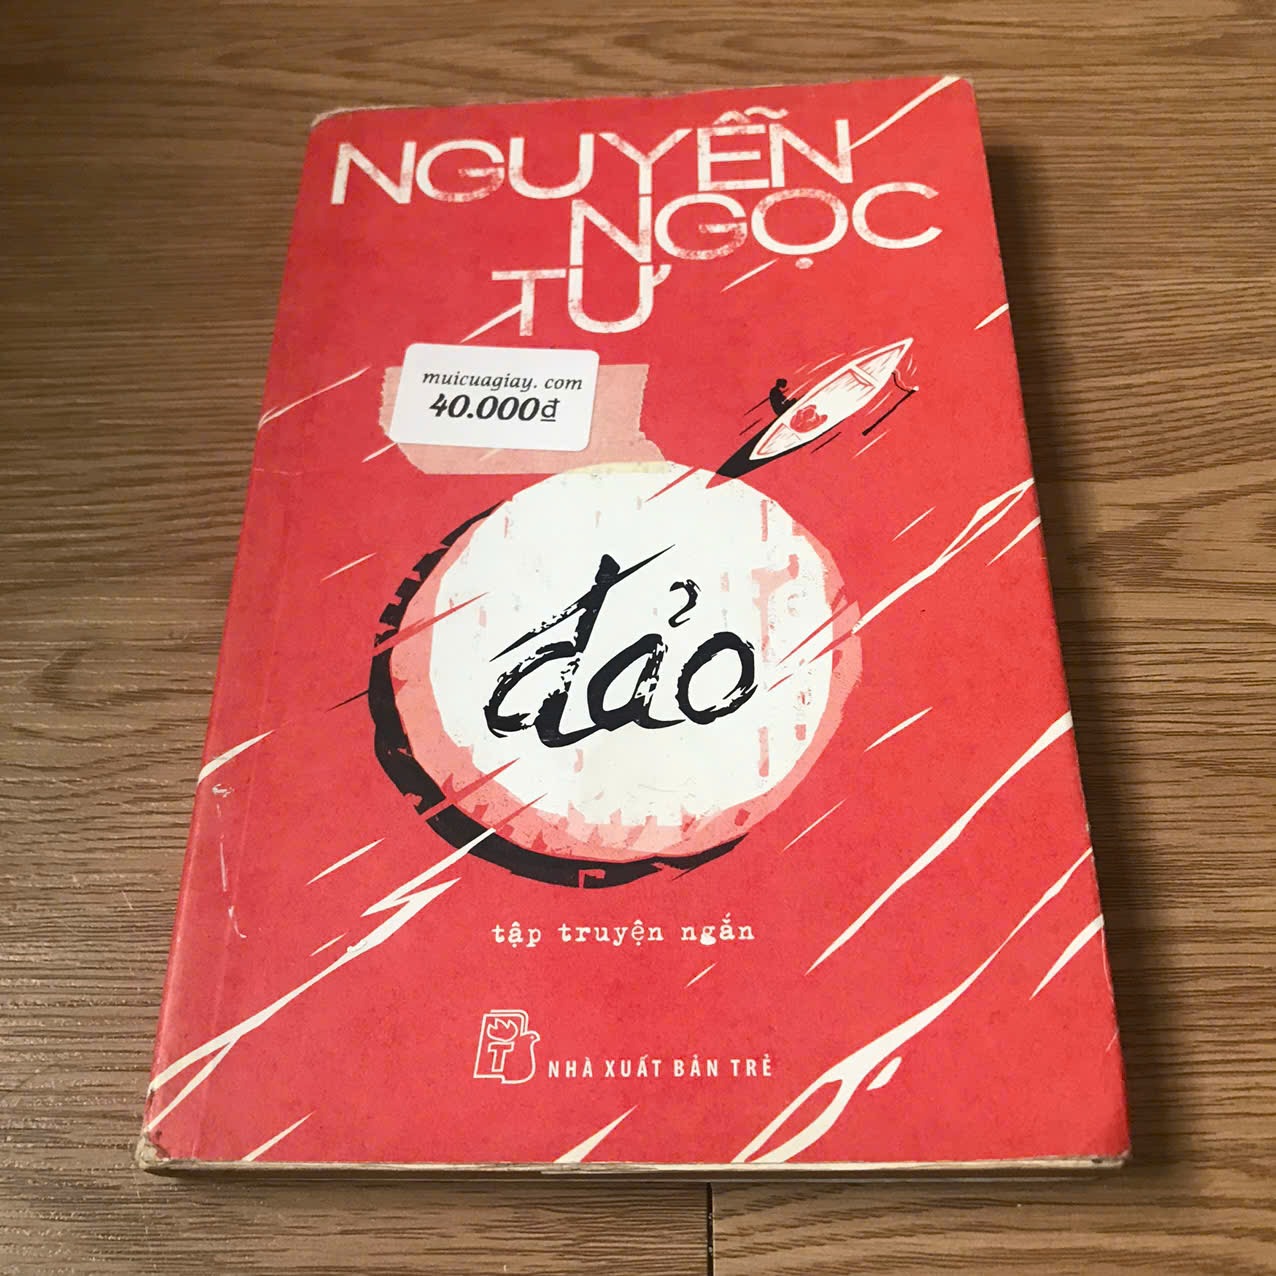 NGUYỄN
NGỌC
TƯ
muicuagiay. com
40.000đ
đảo
tập truyện ngắn
T
NHÀ XUẤT BẢN TRẺ